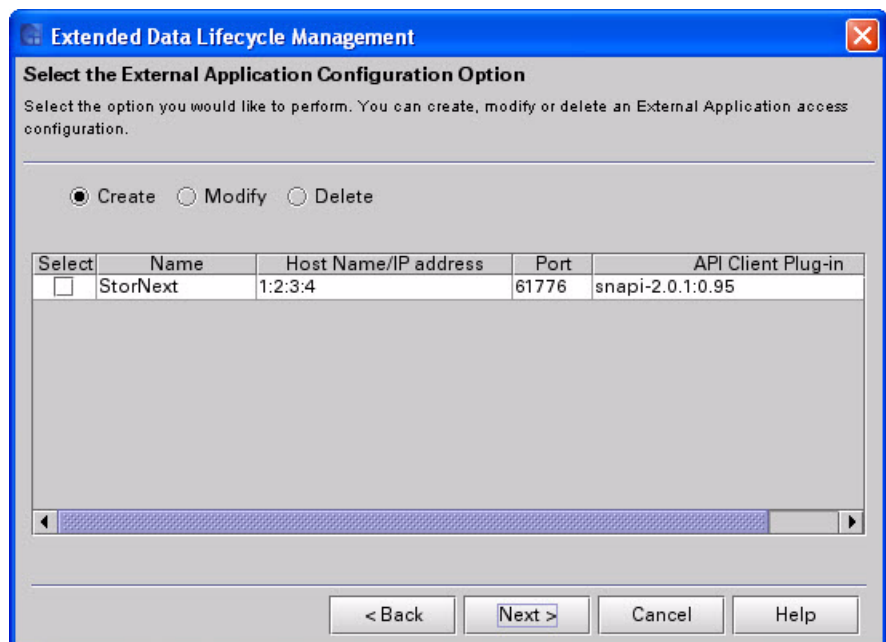 Extended Data Lifecycle Management
Select the External Application Configuration Option
Select the option you would like to perform. You can create, modify or delete an External Application access
configuration.
Create Modify Delete
Select Name Host Name/IP address Port API Client Plug-in
StorNext 1:2:3:4 61776 snapi-2.0.1:0.95
< Back Next > Cancel Help